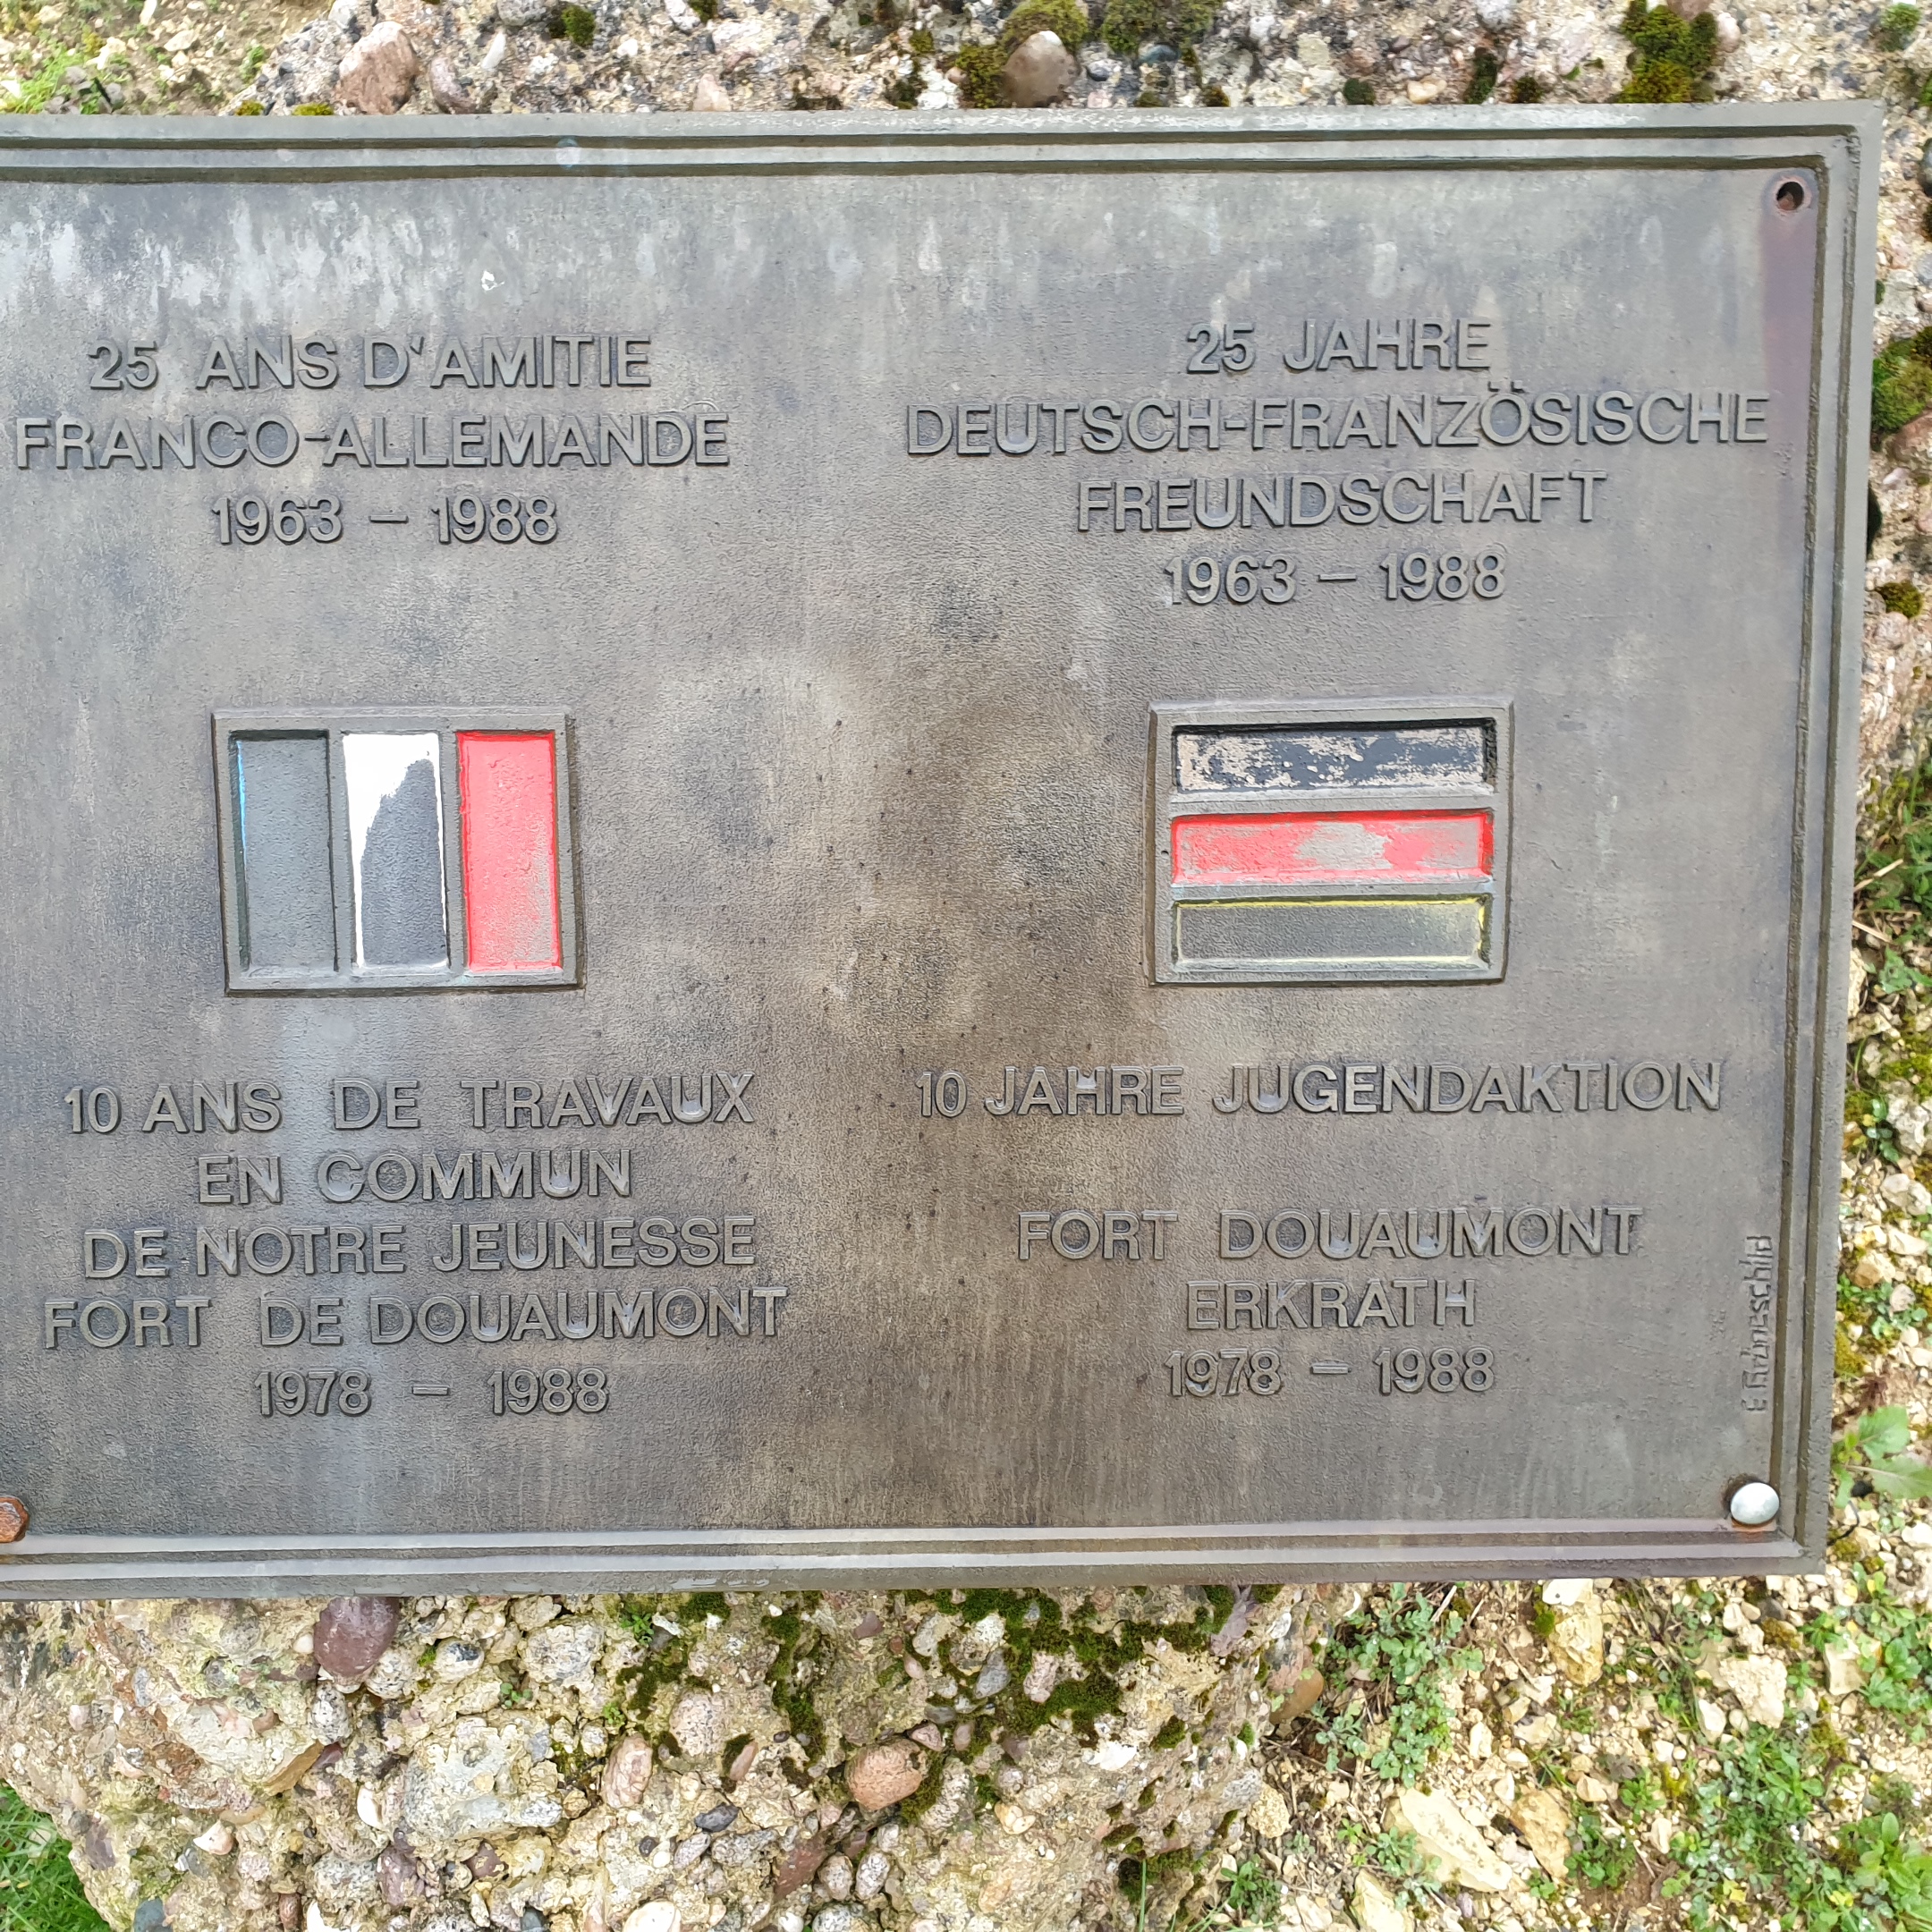 25 ANS D'AMITIE
FRANCO-ALLEMANDE
1963 – 1988
10 ANS DE TRAVAUX
EN COMMUN
DE NOTRE JEUNESSE
FORT DE DOUAUMONT
1978 – 1988
25 JAHRE
DEUTSCH-FRANZÖSISCHE
FREUNDSCHAFT
1963 – 1988
10 JAHRE JUGENDAKTION
FORT DOUAUMONT
ERKRATH
1978 – 1988